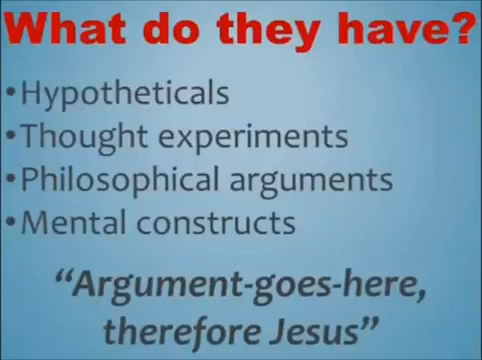 What do they have?
•Hypotheticals
•Thought experiments
•Philosophical arguments
•Mental constructs
“Argument-goes-here,
therefore Jesus”